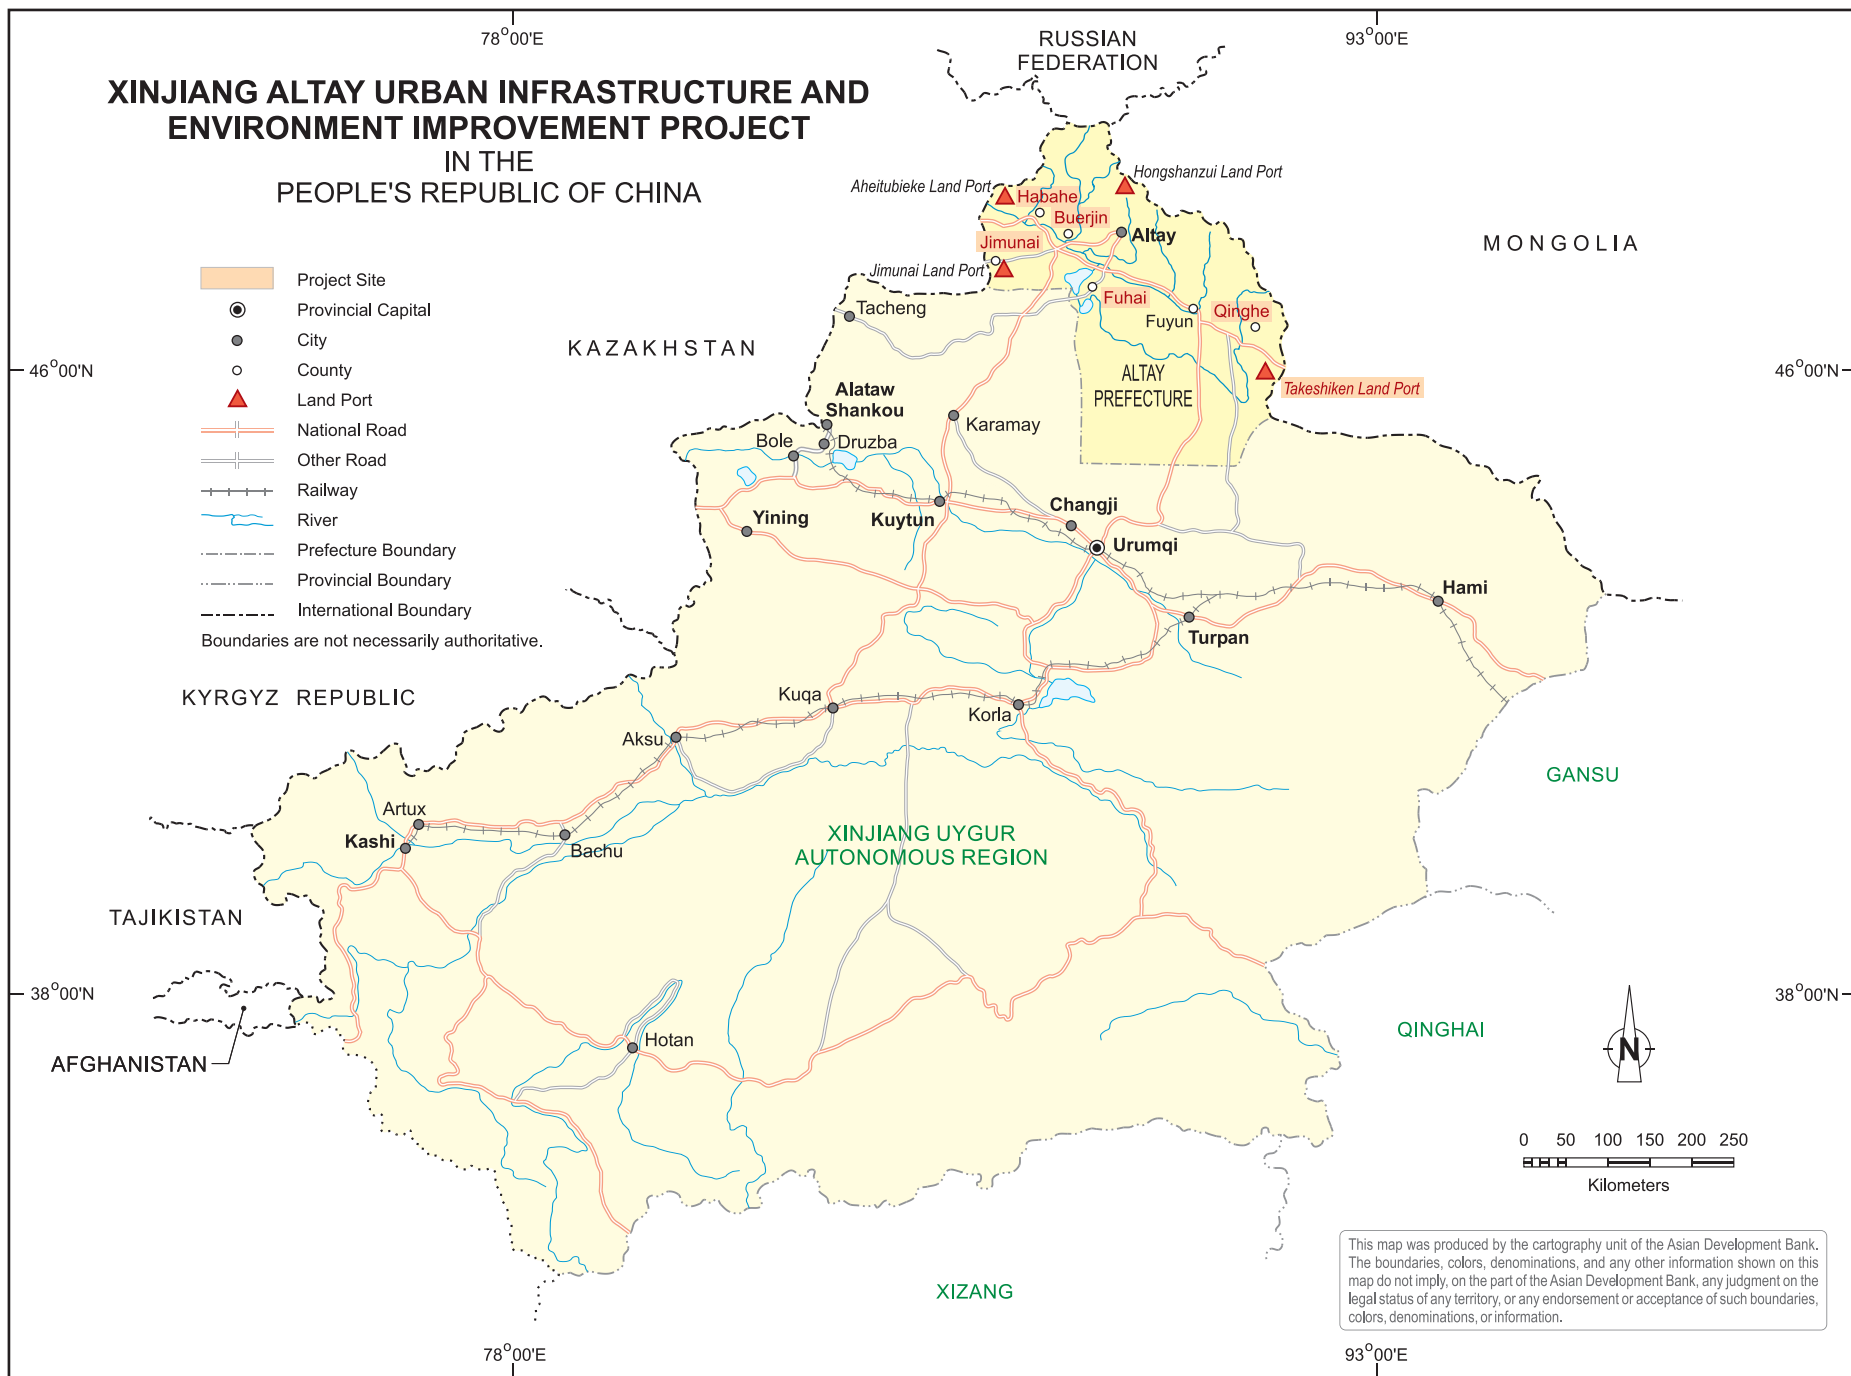 78°00'E
93°00'E
XINJIANG ALTAY URBAN INFRASTRUCTURE AND
ENVIRONMENT IMPROVEMENT PROJECT
IN THE
PEOPLE'S REPUBLIC OF CHINA
RUSSIAN
FEDERATION
Aheitubieke Land Port
Hongshanzui Land Port
Habahe
Buerjin
Altay
Jimunai
Jimunai Land Port
MONGOLIA
Fuhai
Qinghe
Fuyun
Tacheng
KAZAKHSTAN
46°00'N
46°00'N
ALTAY
PREFECTURE
Takeshiken Land Port
Project Site
Provincial Capital
City
County
Land Port
National Road
Other Road
Railway
River
Prefecture Boundary
Provincial Boundary
International Boundary
Boundaries are not necessarily authoritative.
Alataw
Shankou
Karamay
Bole
Druzba
Yining
Kuytun
Changji
Urumqi
Hami
Turpan
KYRGYZ REPUBLIC
Kuqa
Korla
Aksu
GANSU
Artux
Kashi
Bachu
XINJIANG UYGUR
AUTONOMOUS REGION
TAJIKISTAN
38°00'N
38°00'N
AFGHANISTAN
Hotan
QINGHAI
N
0 50 100 150 200 250
Kilometers
XIZANG
This map was produced by the cartography unit of the Asian Development Bank.
The boundaries, colors, denominations, and any other information shown on this
map do not imply, on the part of the Asian Development Bank, any judgment on the
legal status of any territory, or any endorsement or acceptance of such boundaries,
colors, denominations, or information.
78°00'E
93°00'E